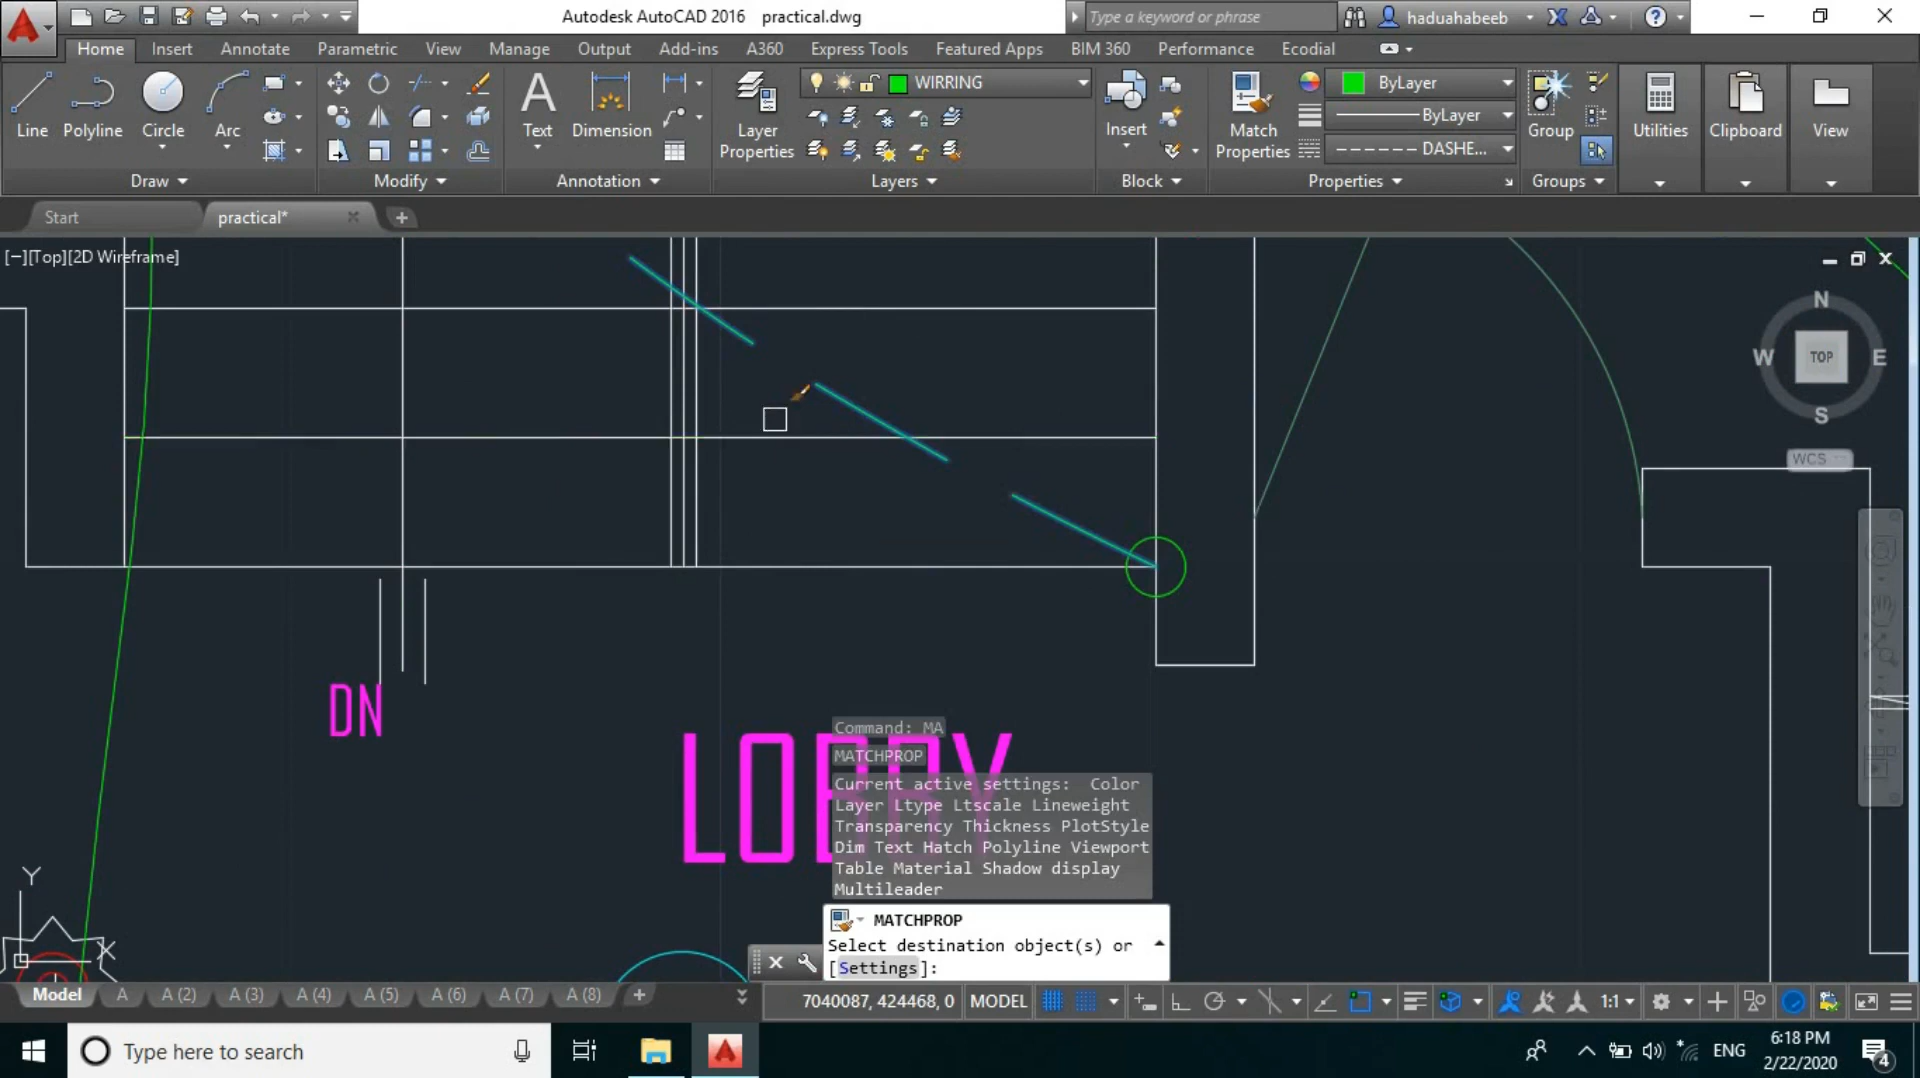 Autodesk AutoCAD 2016   practical.dwg
Type a keyword or phrase
haduahabeeb
Home
Insert
Annotate
Parametric
View
Manage
Output
Add-ins
A360
Express Tools
Featured Apps
BIM 360
Performance
Ecodial
WIRRING
ByLayer
ByLayer
DASHE...
Line
Polyline
Circle
Arc
Text
Dimension
Layer
Properties
Insert
Match
Properties
Group
Utilities
Clipboard
View
Draw
Modify
Annotation
Layers
Block
Properties
Groups
Start
practical*
[−][Top][2D Wireframe]
N
W
TOP
E
S
WCS
DN
LOBBY
Command: MA
MATCHPROP
Current active settings:  Color
Layer Ltype Ltscale Lineweight
Transparency Thickness PlotStyle
Dim Text Hatch Polyline Viewport
Table Material Shadow display
Multileader
MATCHPROP
Select destination object(s) or
[Settings]:
Y
X
Model
A
A (2)
A (3)
A (4)
A (5)
A (6)
A (7)
A (8)
7040087, 424468, 0
MODEL
1:1
Type here to search
ENG
6:18 PM
2/22/2020
4